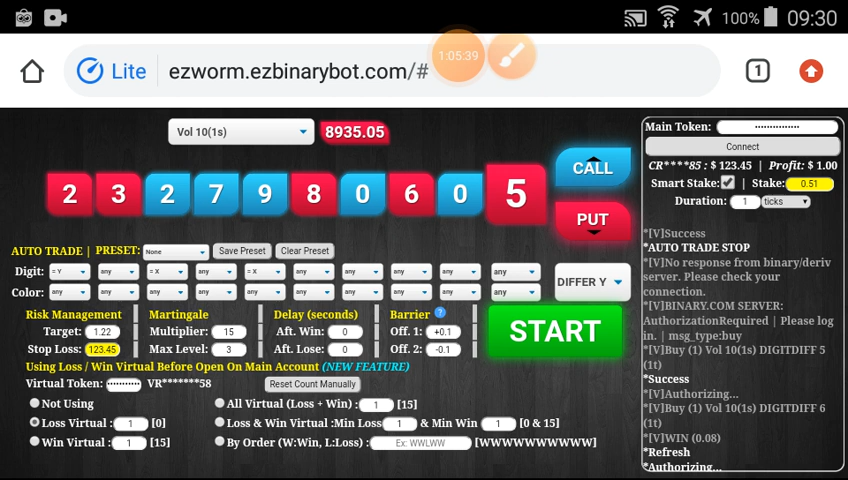 100% 09:30
Lite ezworm.ezbinarybot.com/# 1:05:39 1
Vol 10(1s) 8935.05
2 3 2 7 9 8 0 6 0 5
CALL
PUT
AUTO TRADE | PRESET: None Save Preset Clear Preset
Digit: = Y any = X any = X any any any any any
Color: any any any any any any any any any any
DIFFER Y
Risk Management Martingale Delay (seconds) Barrier ?
Target: 1.22 Multiplier: 15 Aft. Win: 0 Off. 1: +0.1
Stop Loss: 123.45 Max Level: 3 Aft. Lose: 0 Off. 2: -0.1
START
Using Loss / Win Virtual Before Open On Main Account (NEW FEATURE)
Virtual Token: ••••••••••• VR*******58 Reset Count Manually
Not Using All Virtual (Loss + Win) : 1 [15]
Loss Virtual : 1 [0] Loss & Win Virtual :Min Loss 1 & Min Win 1 [0 & 15]
Win Virtual : 1 [15] By Order (W:Win, L:Loss) : Ex: WWLWW [WWWWWWWWWW]
Main Token: •••••••••••••••
Connect
CR****85 : $ 123.45 | Profit: $ 1.00
Smart Stake: | Stake: 0.51
Duration: 1 ticks
*[V]Success
*AUTO TRADE STOP
*[V]No response from binary/deriv
server. Please check your
connection.
*[V]BINARY.COM SERVER:
AuthorizationRequired | Please log
in. | msg_type:buy
*[V]Buy (1) Vol 10(1s) DIGITDIFF 5
(1t)
*Success
*[V]Authorizing...
*[V]Buy (1) Vol 10(1s) DIGITDIFF 6
(1t)
*[V]WIN (0.08)
*Refresh
*Authorizing...